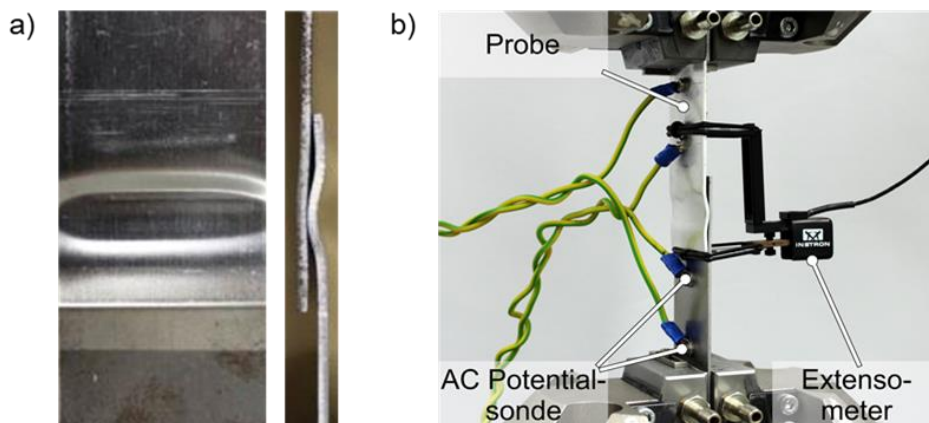 a)
b)
Probe
INSTRON
AC Potential-
sonde
Extenso-
meter